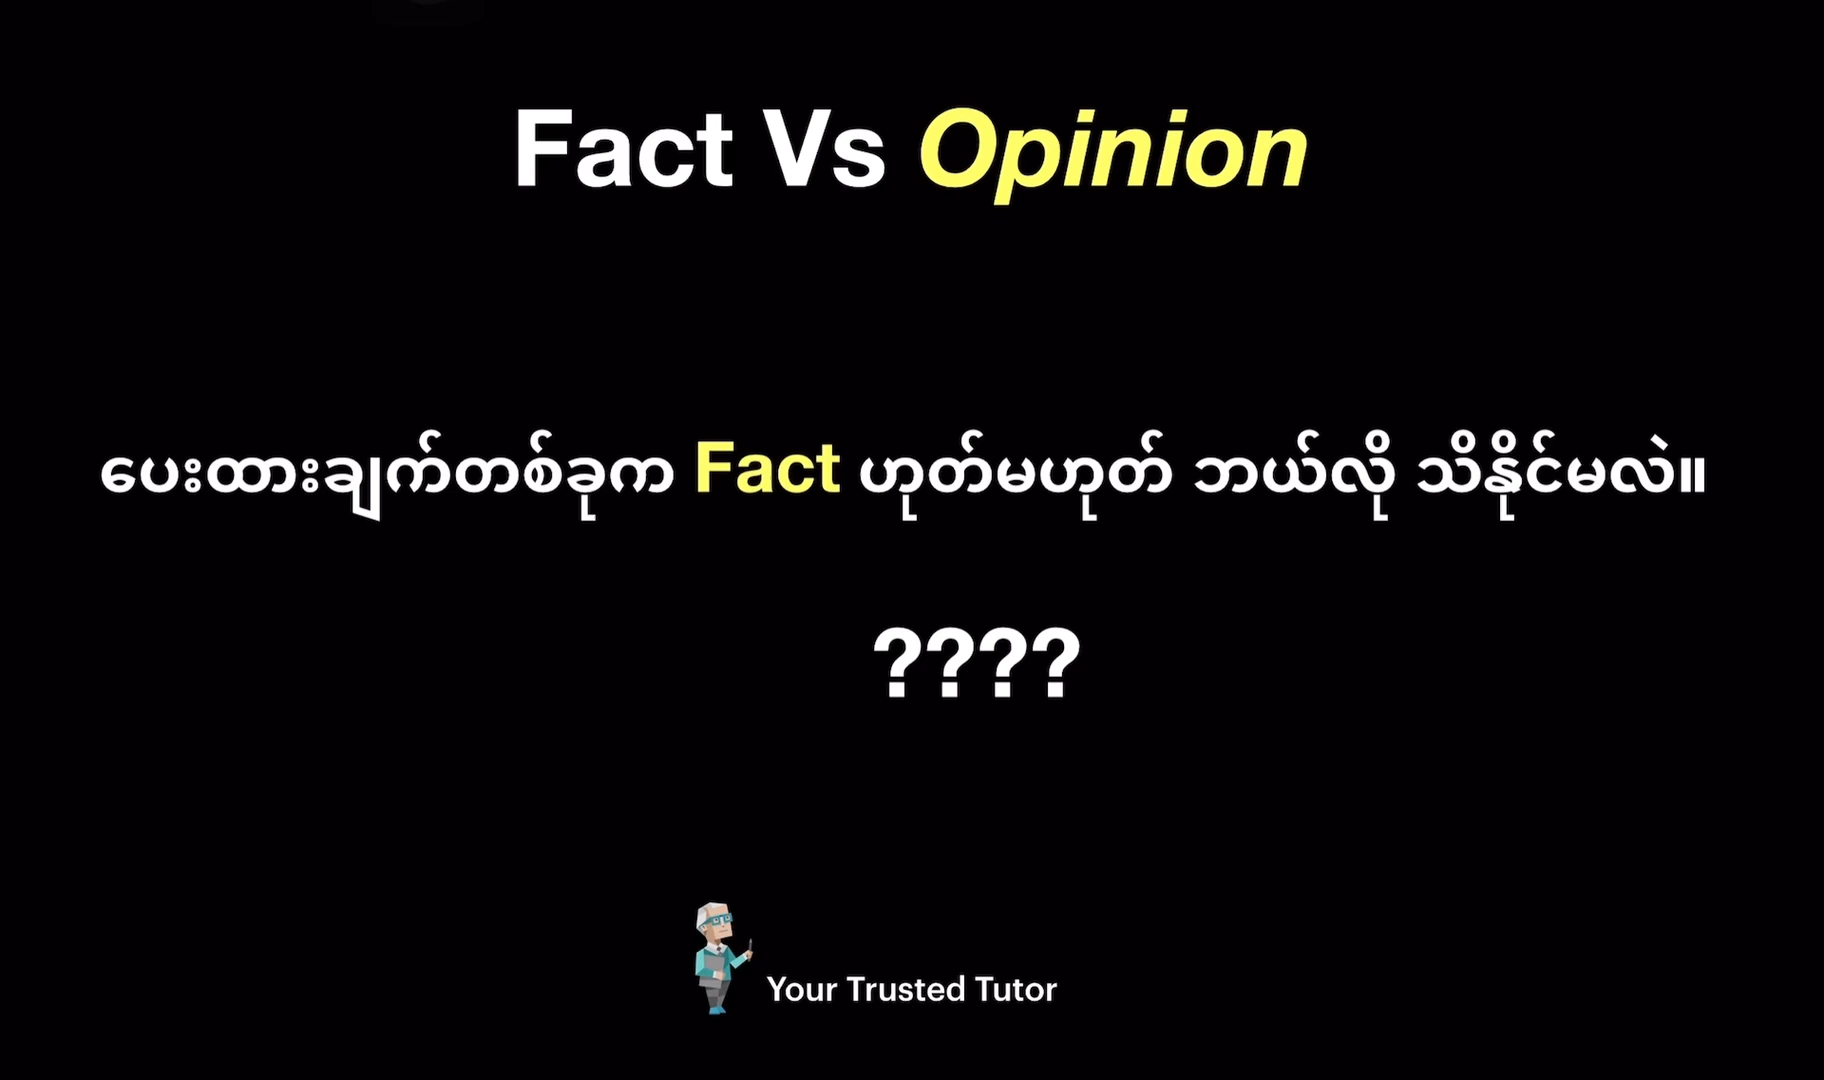 Fact Vs Opinion
ပေးထားချက်တစ်ခုက Fact ဟုတ်မဟုတ် ဘယ်လို သိနိုင်မလဲ။
????
Your Trusted Tutor